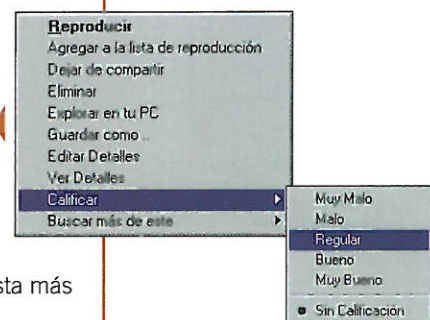 Reproducir
Agregar a la lista de reproducción
Dejar de compartir
Eliminar
Explorar en tu PC
Guardar como ..
Editar Detalles
Ver Detalles
Calificar
Buscar más de este
Muy Malo
Malo
Regular
Bueno
Muy Bueno
Sin Calificación
sta más